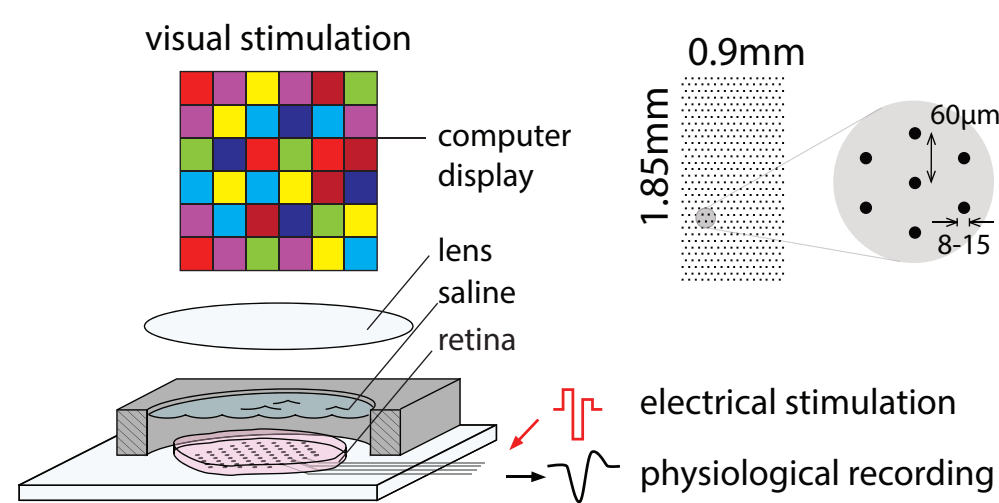 visual stimulation
computer
display
lens
saline
retina
0.9mm
1.85mm
60μm
8-15
electrical stimulation
physiological recording